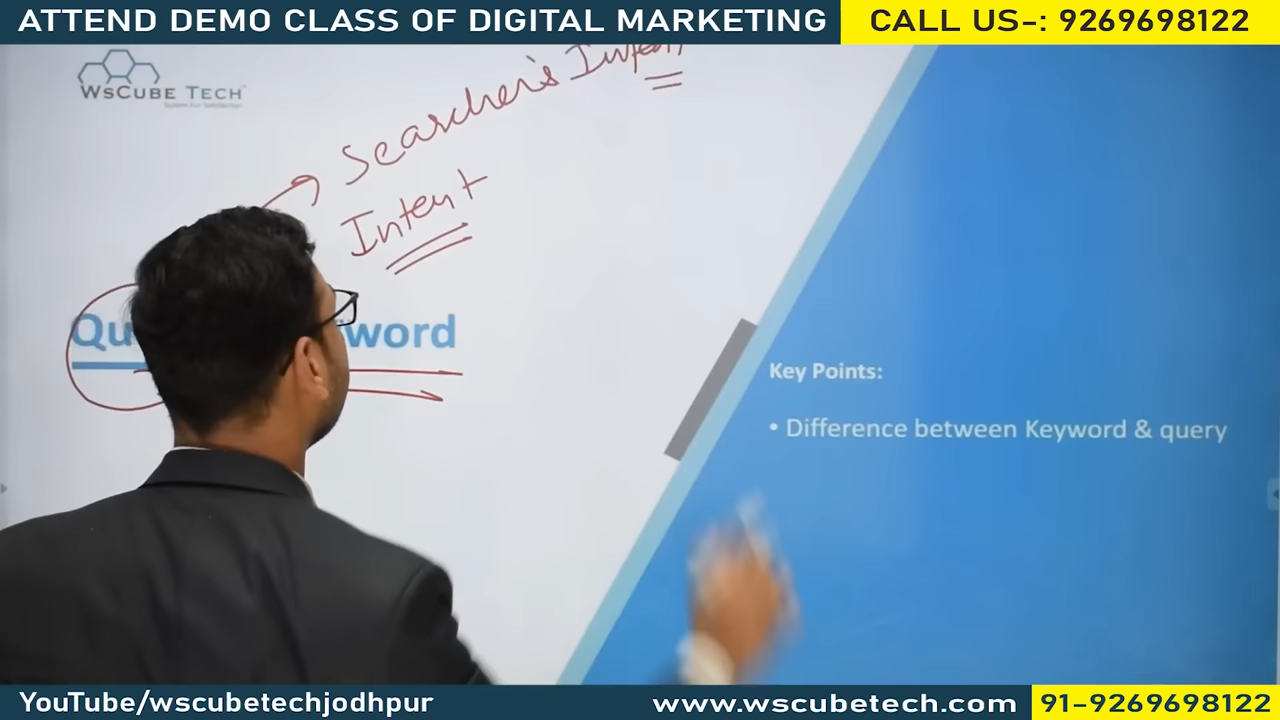 ATTEND DEMO CLASS OF DIGITAL MARKETING
CALL US-: 9269698122
WSCUBE TECH
Searcher's
Intent
Key Points:
• Difference between Keyword & query
YouTube/wscubetechjodhpur
www.wscubetech.com
91-9269698122